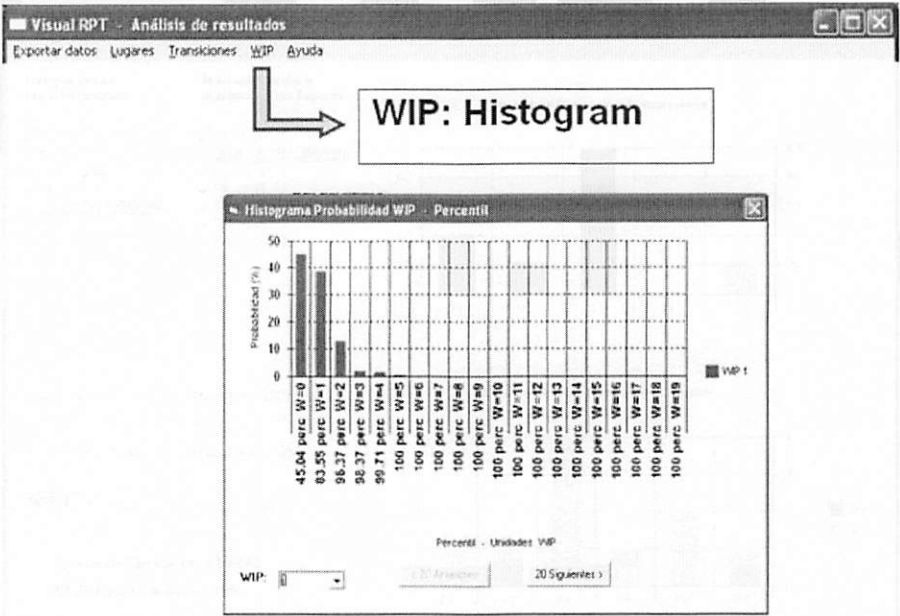 Visual RPT - Análisis de resultados
Exportar datos Lugares Transiciones WIP Ayuda
WIP: Histogram
Histograma Probabilidad WIP - Percentil
Probabilidad (%)
50
40
30
20
10
0
45.04 perc W=0
83.55 perc W=1
96.37 perc W=2
98.37 perc W=3
99.71 perc W=4
100 perc W=5
100 perc W=6
100 perc W=7
100 perc W=8
100 perc W=9
100 perc W=10
100 perc W=11
100 perc W=12
100 perc W=13
100 perc W=14
100 perc W=15
100 perc W=16
100 perc W=17
100 perc W=18
100 perc W=19
WIP 1
Percentil - Unidades WIP
WIP:
20 Siguientes >